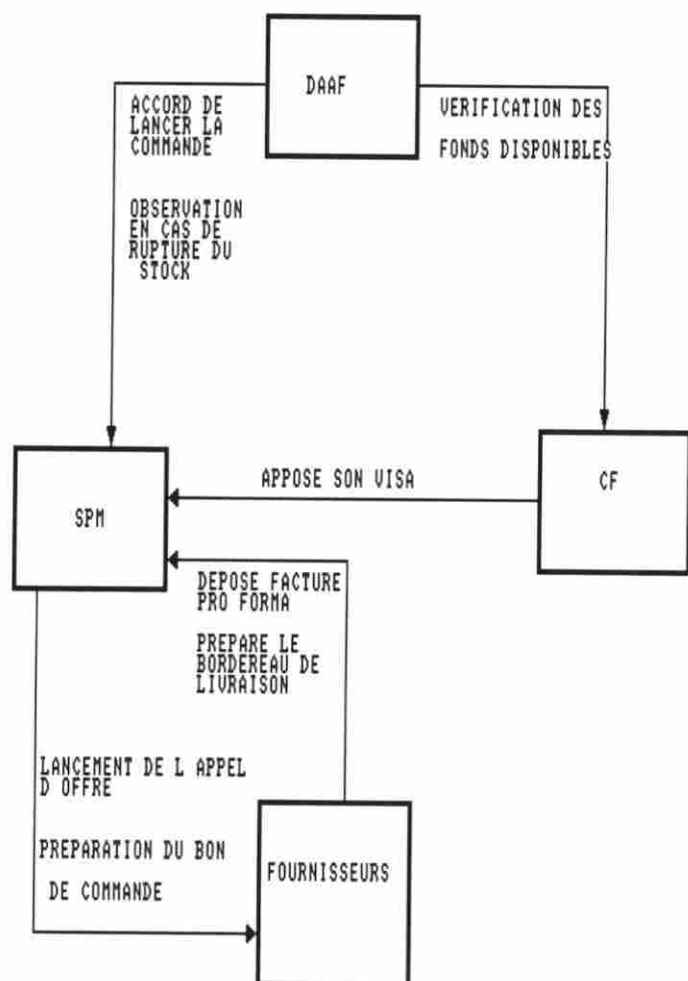 DAAF
ACCORD DE
LANCER LA
COMMANDE
VERIFICATION DES
FONDS DISPONIBLES
OBSERVATION
EN CAS DE
RUPTURE DU
STOCK
APPOSE SON VISA
CF
SPM
DEPOSE FACTURE
PRO FORMA
PREPARE LE
BORDEREAU DE
LIVRAISON
LANCEMENT DE L APPEL
D OFFRE
PREPARATION DU BON
DE COMMANDE
FOURNISSEURS